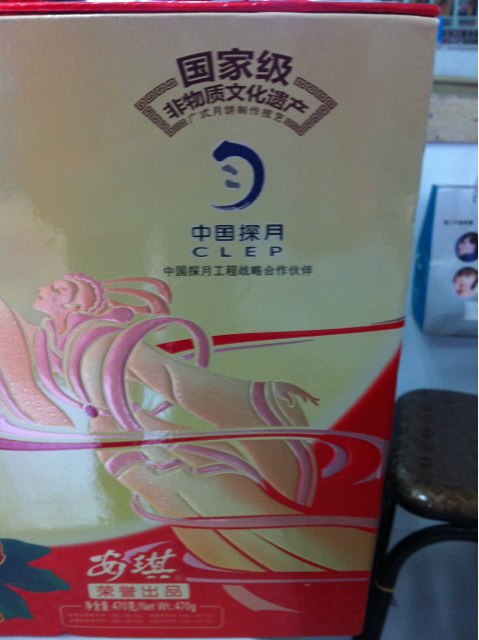 国家级
非物质文化遗产
广式月饼制作技艺
中国探月
CLEP
中国探月工程战略合作伙伴
安琪
荣誉出品
净含量 470克/Net Wt. 470g